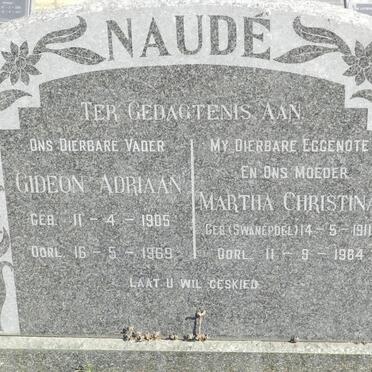 NAUDÉ
TER GEDAGTENIS AAN
ONS DIERBARE VADER
GIDEON ADRIAAN
GEB. 11-4-1905
OORL. 16-5-1969
MY DIERBARE EGGENOTE
EN ONS MOEDER
MARTHA CHRISTINA
GEB (SWANEPOEL) 14-5-1911
OORL. 11-9-1984
LAAT U WIL GESKIED